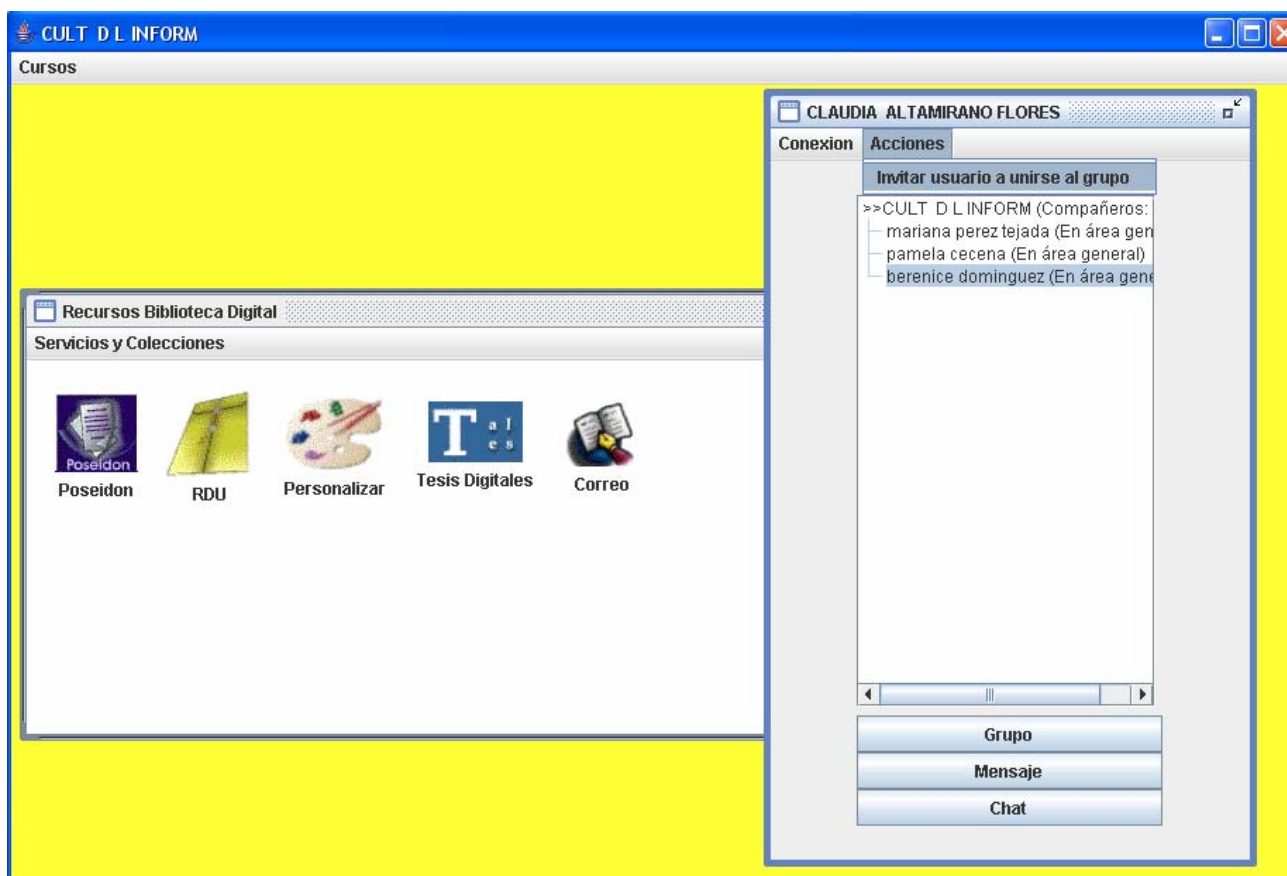 CULT D L INFORM
Cursos
CLAUDIA ALTAMIRANO FLORES
Conexion Acciones
Invitar usuario a unirse al grupo
>>CULT D L INFORM (Compañeros:
mariana perez tejada (En área gen
pamela cecena (En área general)
berenice dominguez (En área gene
Recursos Biblioteca Digital
Servicios y Colecciones
Poseidon
T al
es
Poseidon
RDU
Personalizar
Tesis Digitales
Correo
Grupo
Mensaje
Chat